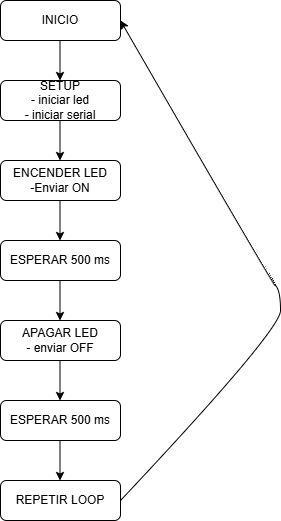 INICIO
SETUP
- iniciar led
- iniciar serial
ENCENDER LED
-Enviar ON
ESPERAR 500 ms
APAGAR LED
- enviar OFF
ESPERAR 500 ms
REPETIR LOOP